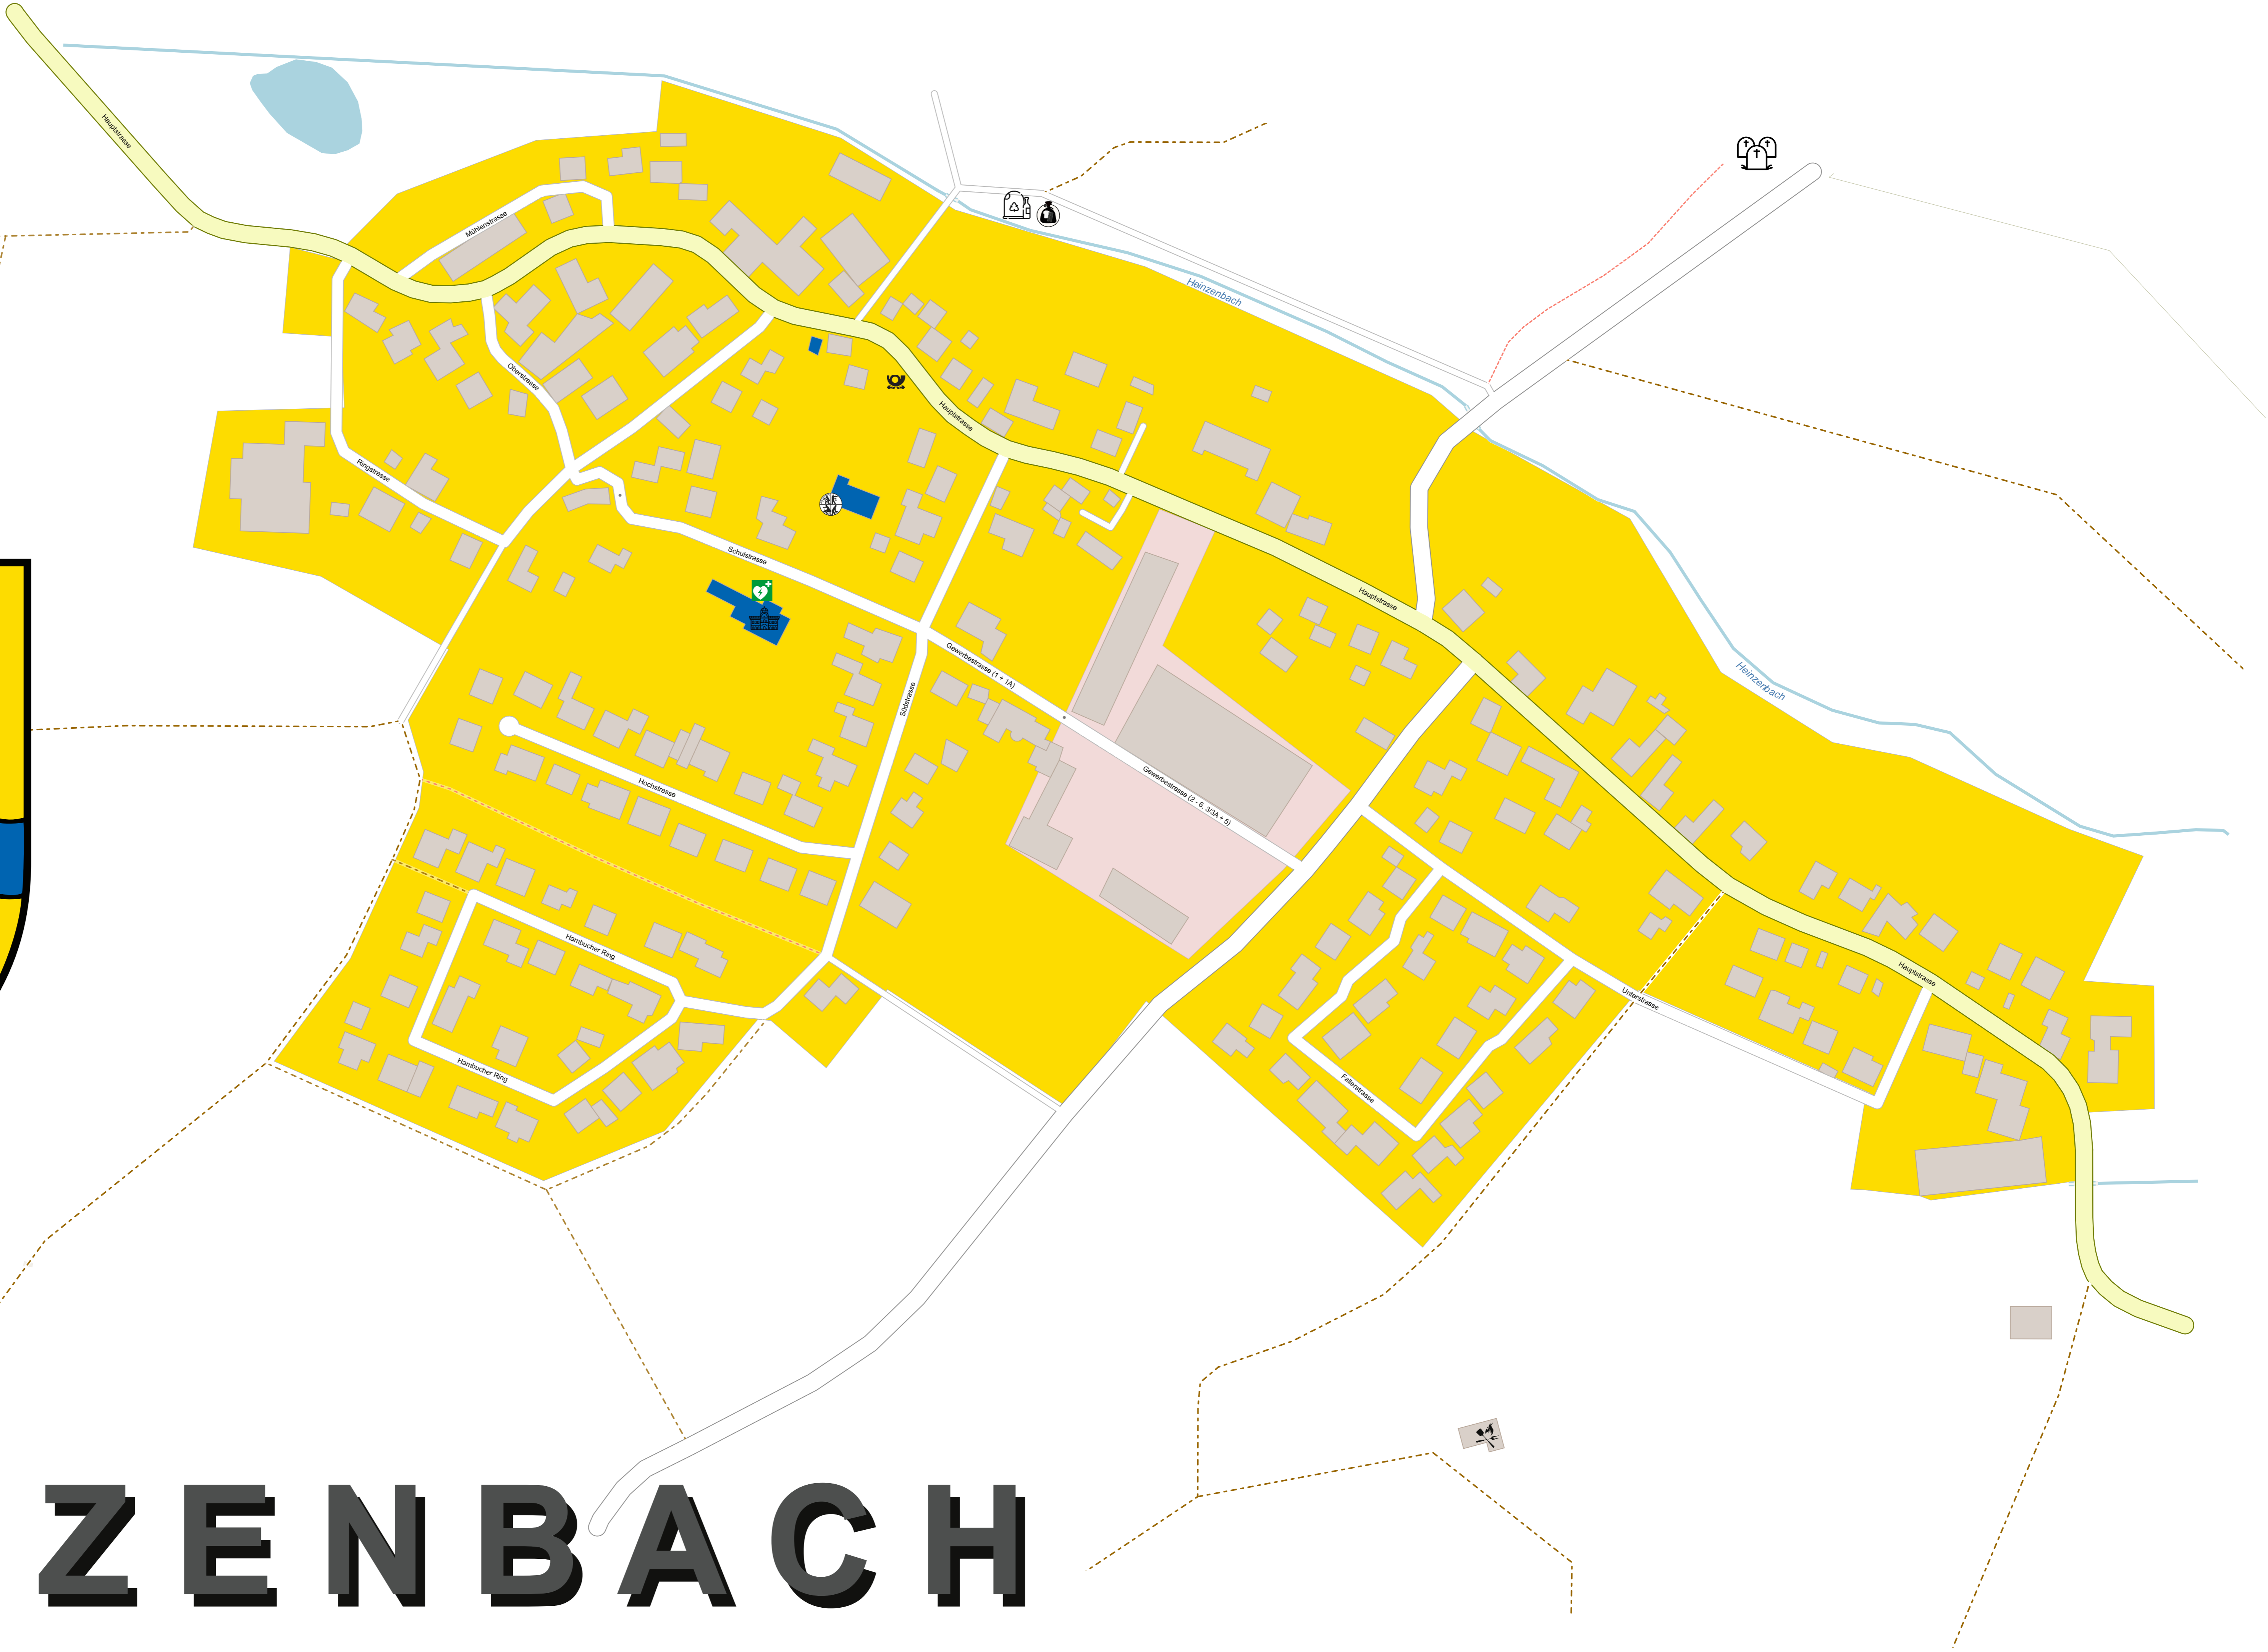 Hauptstrasse
Mühlenstrasse
Heinzenbach
Oberstrasse
Hauptstrasse
Ringstrasse
Schulstrasse
Hauptstrasse
Gewerbestrasse (1 + 1A)
Heinzenbach
Südstrasse
Hochstrasse
Gewerbestrasse (2 - 6, 3/3A + 5)
Hambucher Ring
Hauptstrasse
Unterstrasse
Hambucher Ring
Fallerstrasse
ZENBACH